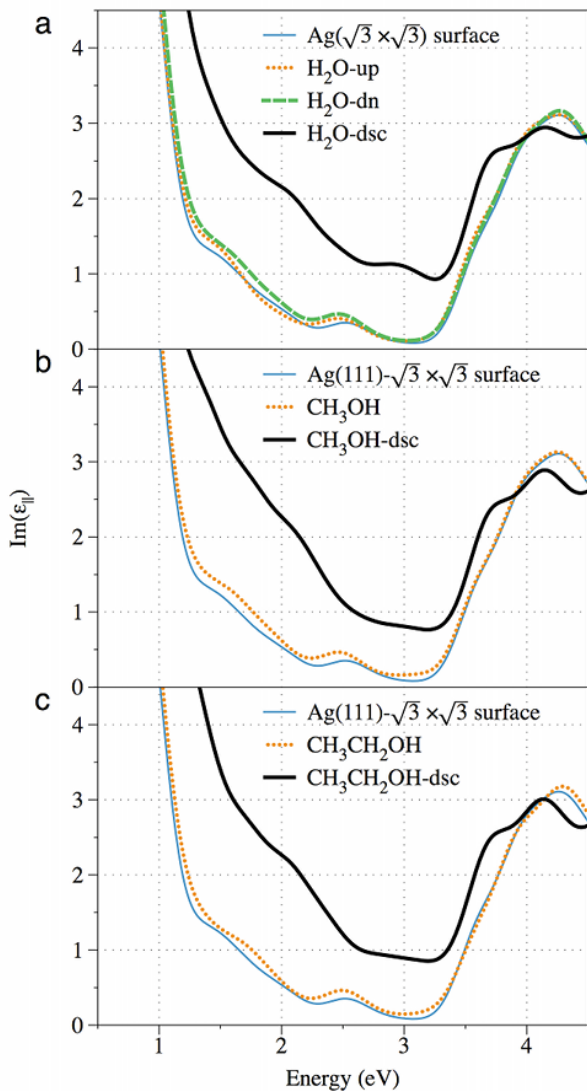 a
4
3
2
1
0
Ag(√3 ×√3) surface
H₂O-up
H₂O-dn
H₂O-dsc
b
4
3
2
1
0
Ag(111)-√3 ×√3 surface
CH₃OH
CH₃OH-dsc
Im(ε||)
c
4
3
2
1
0
Ag(111)-√3 ×√3 surface
CH₃CH₂OH
CH₃CH₂OH-dsc
1 2 3 4
Energy (eV)